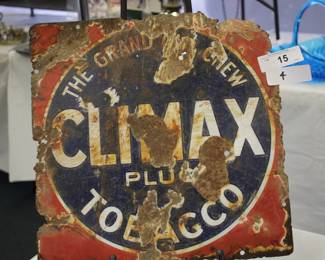 THE GRAND CHEW
CLIMAX
PLUG
TOBACCO
15
4